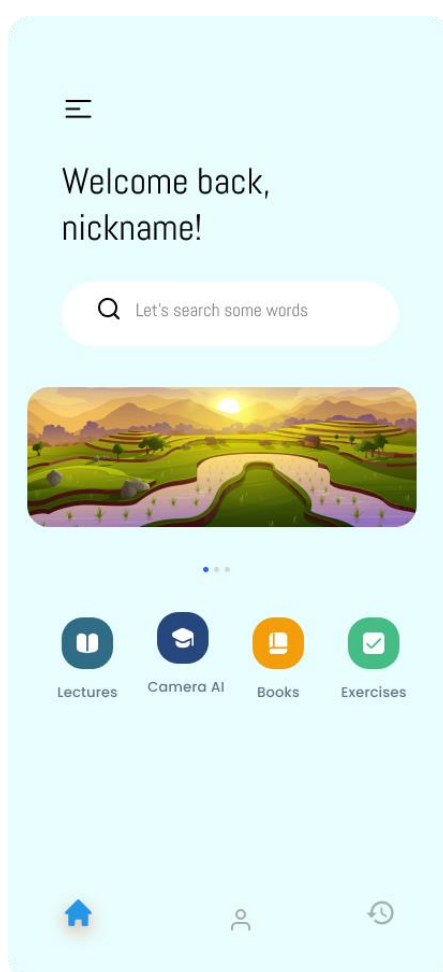 Welcome back,
nickname!
Let's search some words
Lectures
Camera AI
Books
Exercises